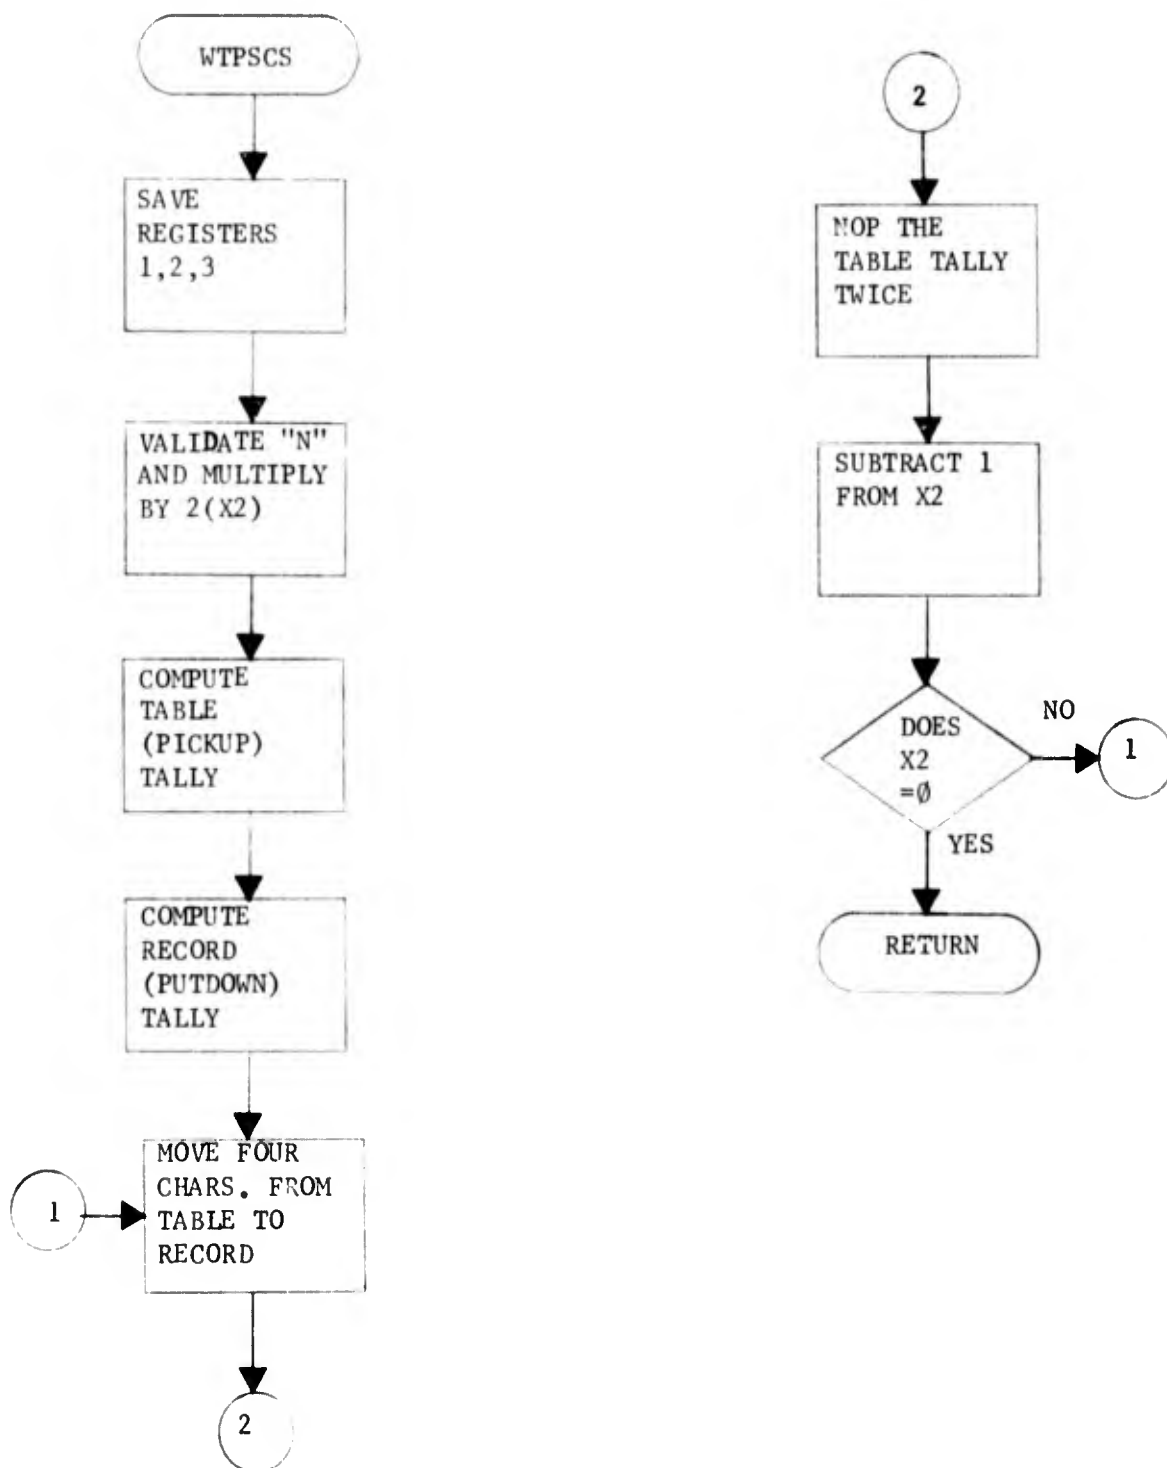 WTPSCS
SAVE
REGISTERS
1,2,3
VALIDATE "N"
AND MULTIPLY
BY 2(X2)
COMPUTE
TABLE
(PICKUP)
TALLY
COMPUTE
RECORD
(PUTDOWN)
TALLY
1
MOVE FOUR
CHARS. FROM
TABLE TO
RECORD
2
2
NOP THE
TABLE TALLY
TWICE
SUBTRACT 1
FROM X2
DOES
X2
=Ø
NO
1
YES
RETURN